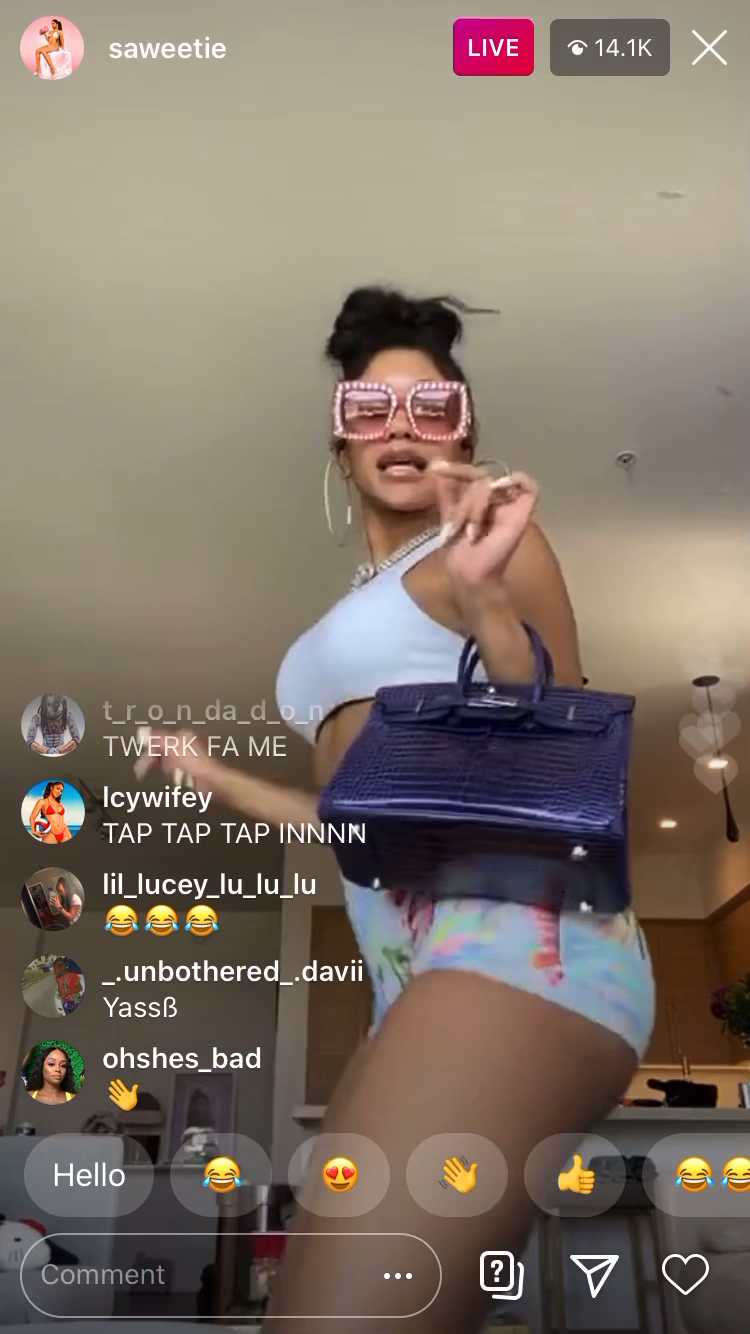 saweetie
LIVE
14.1K
t_r_o_n_da_d_o_n
TWERK FA ME
lcywifey
TAP TAP TAP INNNN
lil_lucey_lu_lu_lu
😂😂😂
_.unbothered_.davii
Yassß
ohshes_bad
👋
Hello 😂 😍 👋 👍 😂😂
Comment